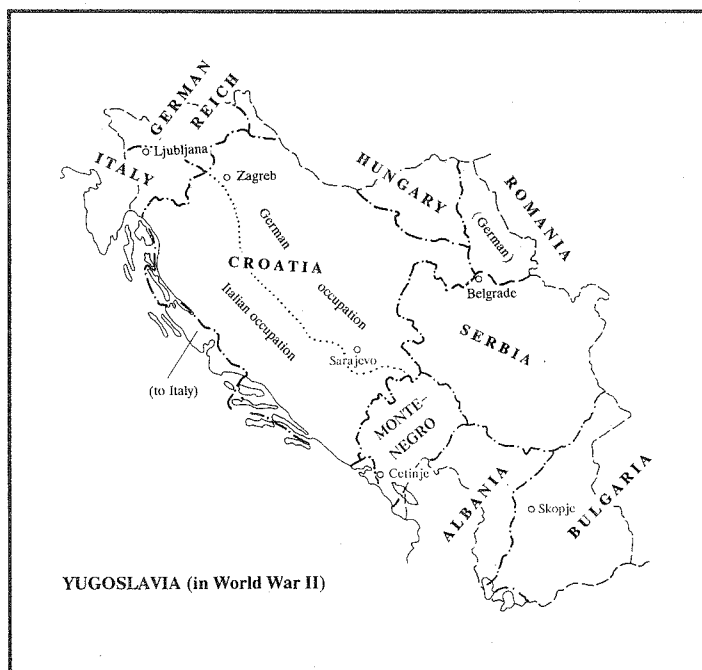 GERMAN
REICH
Ljubljana
ITALY
Zagreb
HUNGARY
ROMANIA
(German)
German
occupation
CROATIA
Italian occupation
Belgrade
SERBIA
Sarajevo
(to Italy)
MONTE-
NEGRO
Cetinje
ALBANIA
Skopje
BULGARIA
YUGOSLAVIA (in World War II)